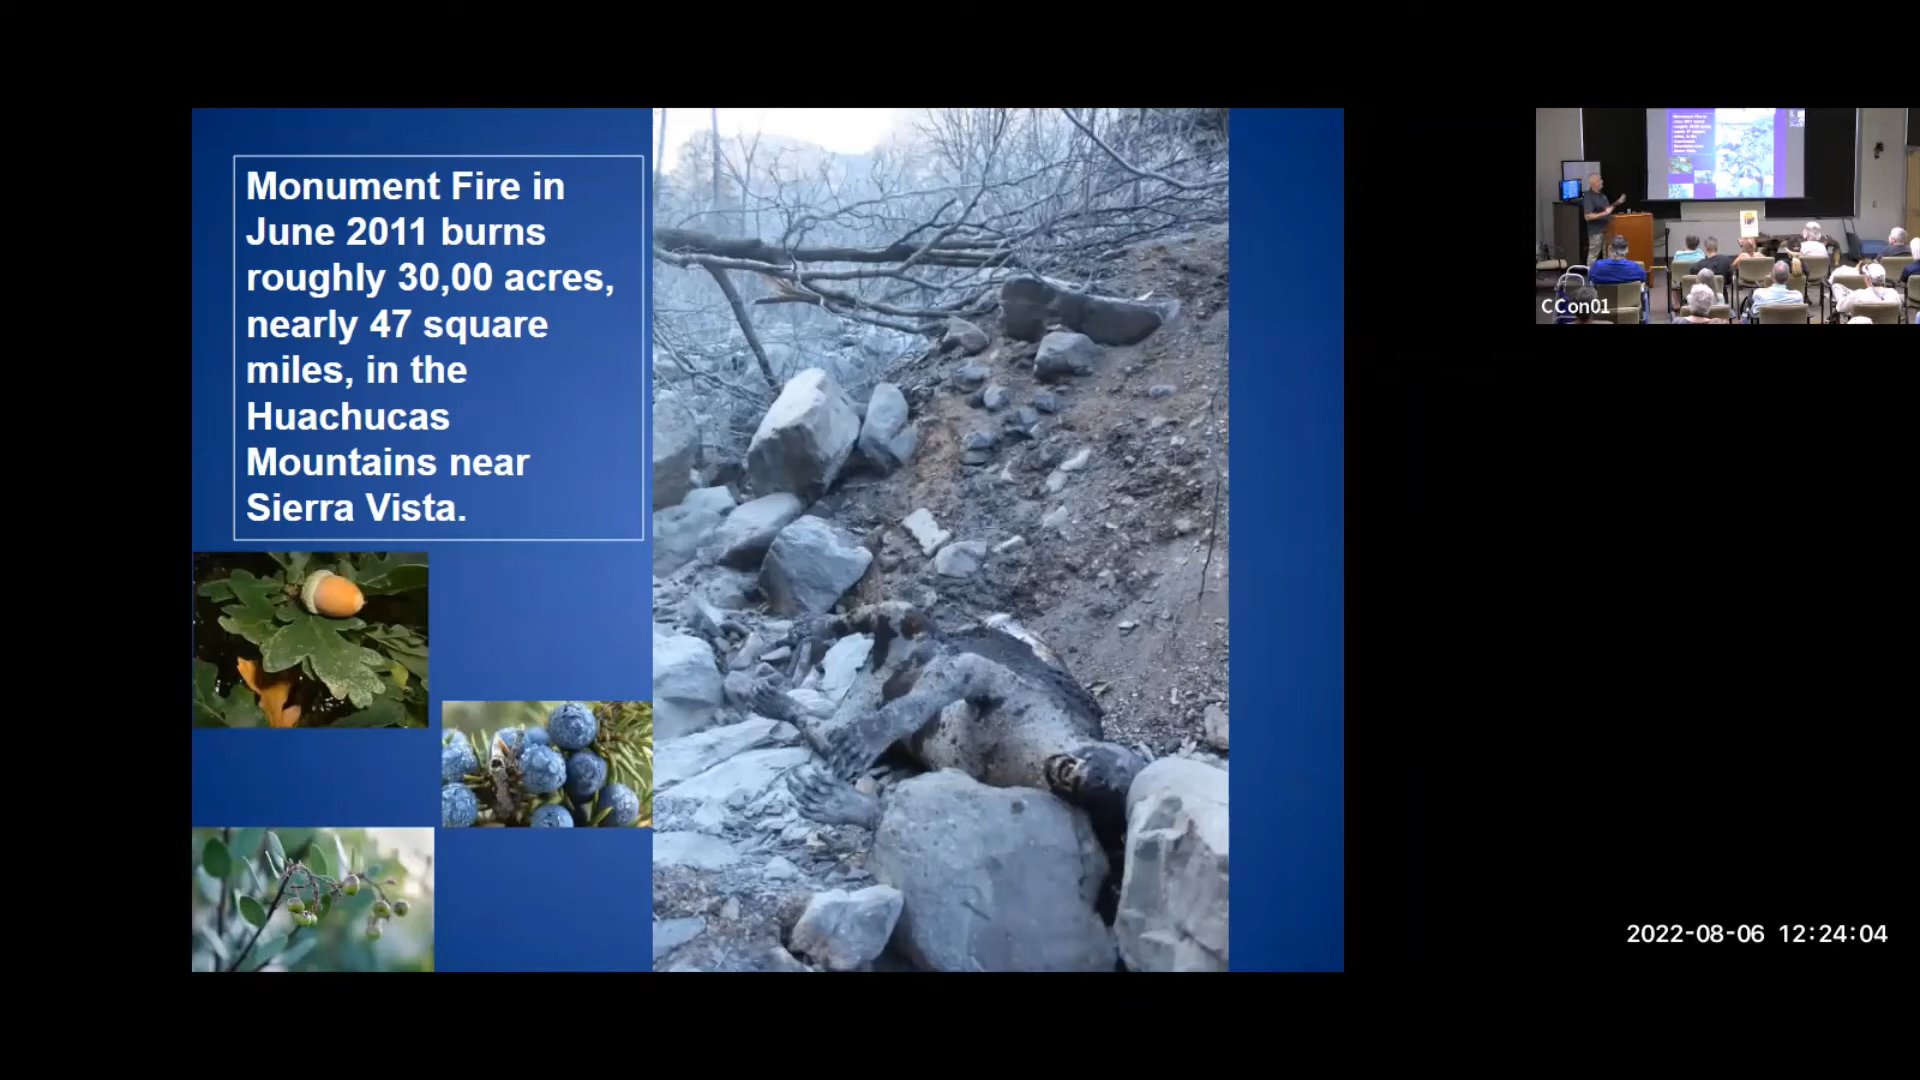 Monument Fire in
June 2011 burns
roughly 30,00 acres,
nearly 47 square
miles, in the
Huachucas
Mountains near
Sierra Vista.
CCon01
2022-08-06 12:24:04